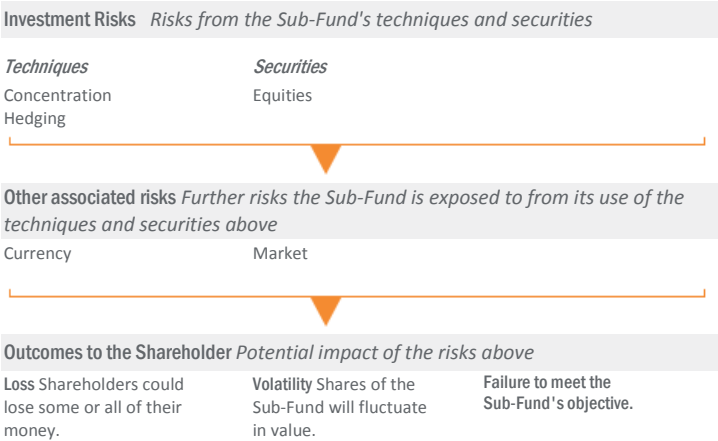 Investment Risks Risks from the Sub-Fund's techniques and securities
Techniques Securities
Concentration Equities
Hedging
Other associated risks Further risks the Sub-Fund is exposed to from its use of the
techniques and securities above
Currency Market
Outcomes to the Shareholder Potential impact of the risks above
Loss Shareholders could
lose some or all of their
money.
Volatility Shares of the
Sub-Fund will fluctuate
in value.
Failure to meet the
Sub-Fund's objective.